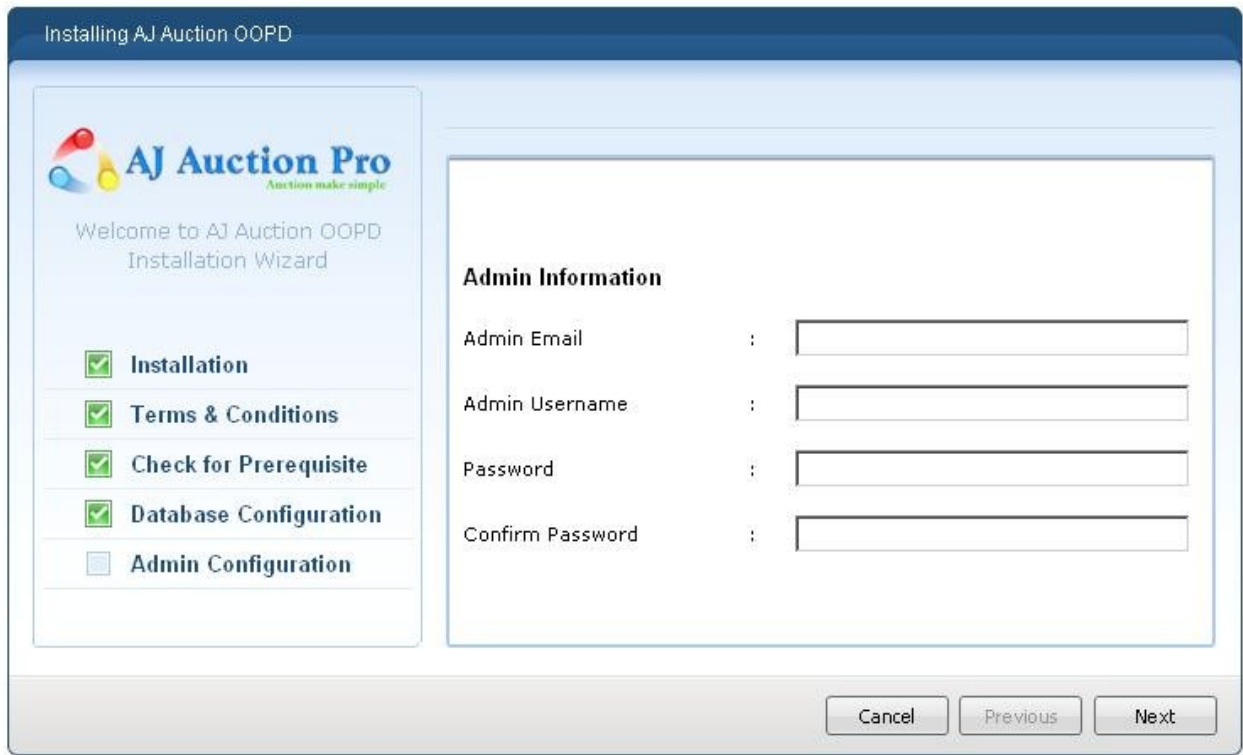 Installing AJ Auction OOPD
AJ Auction Pro
Auction make simple
Welcome to AJ Auction OOPD
Installation Wizard
Installation
Terms & Conditions
Check for Prerequisite
Database Configuration
Admin Configuration
Admin Information
Admin Email :
Admin Username :
Password :
Confirm Password :
Cancel Previous Next